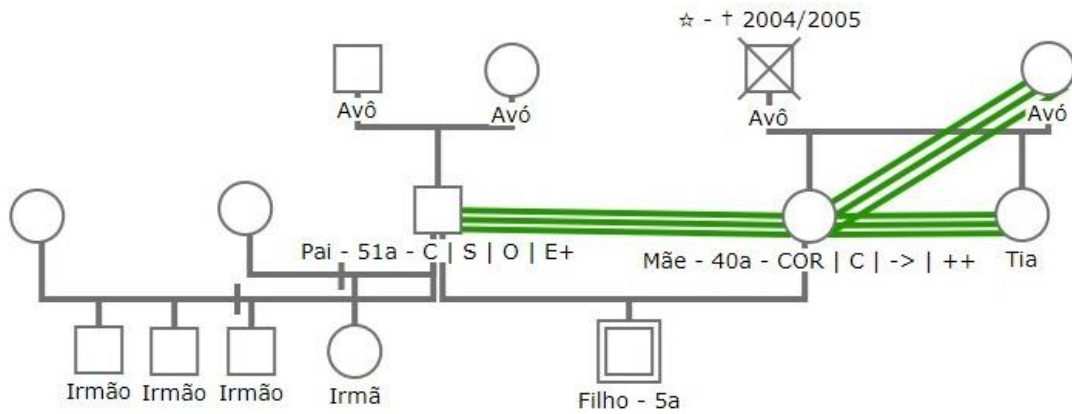 ☆ - † 2004/2005
Avô
Avó
Avô
Avó
Pai - 51a - C | S | O | E+
Mãe - 40a - COR | C | -> | ++
Tia
Irmão
Irmão
Irmão
Irmã
Filho - 5a